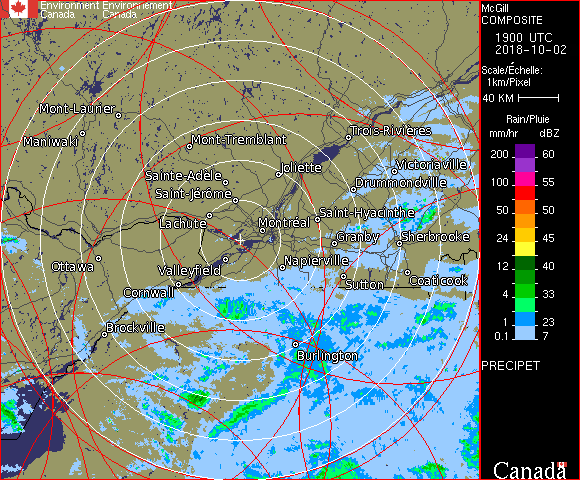 Environment Environnement
Canada Canada
McGill
COMPOSITE
1900 UTC
2018-10-02
Scale/Échelle:
1km/Pixel
40 KM
Rain/Pluie
mm/hr dBZ
200 60
100 55
50 50
24 45
12 40
4 33
1 23
0.1 7
PRECIPET
Mont-Laurier
Maniwaki
Mont-Tremblant
Trois-Rivières
Sainte-Adèle
Joliette
Victoriaville
Saint-Jérôme
Drummondville
Lachute
Montréal
Saint-Hyacinthe
Granby
Sherbrooke
Ottawa
Valleyfield
Napierville
Cornwall
Sutton
Coaticook
Brockville
Burlington
Canada